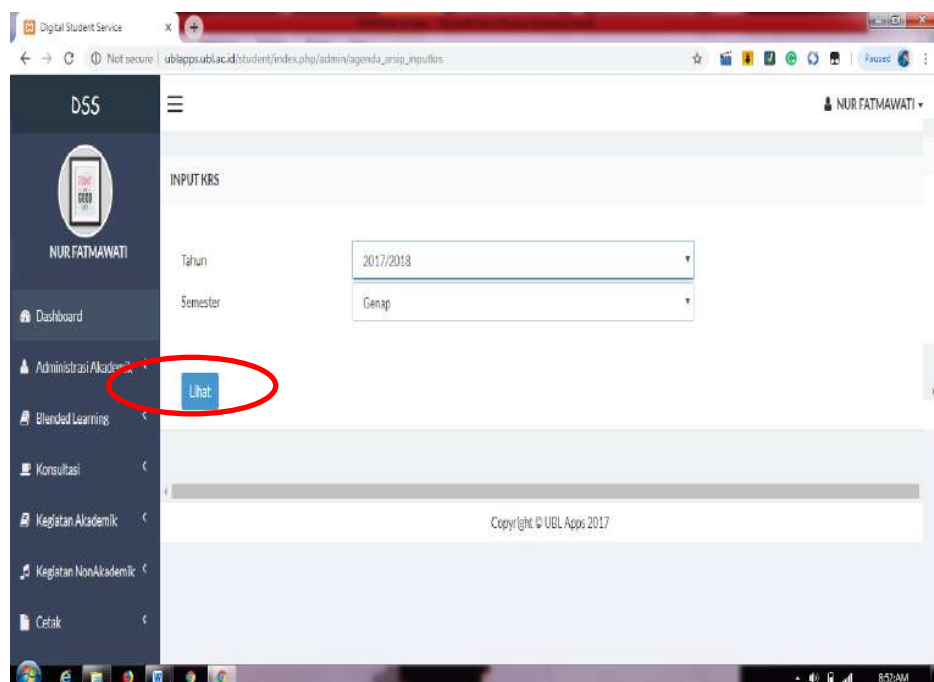 Digital Student Service
Not secure | ublapps.ubl.ac.id/student/index.php/admin/agenda_arsip_inputkrs
Paused
DSS
NUR FATMAWATI
NUR FATMAWATI
INPUT KRS
Tahun
2017/2018
Semester
Genap
Lihat
Dashboard
Administrasi Akademik
Blended Learning
Konsultasi
Kegiatan Akademik
Kegiatan NonAkademik
Cetak
Copyright © UBL Apps 2017
8:52 AM